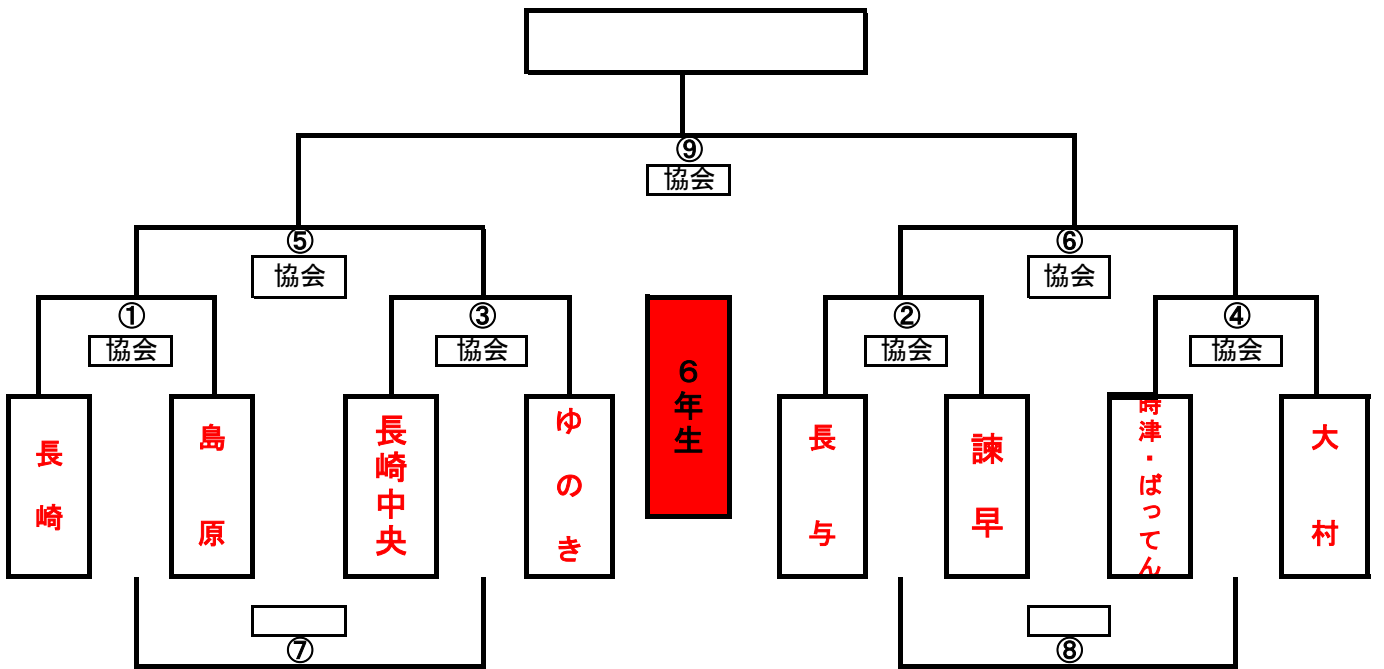 ⑨
協会
⑤
協会
⑥
協会
①
協会
③
協会
②
協会
④
協会
長崎
島原
長崎中央
ゆのき
6年生
長与
諫早
時津・ばってん
大村
⑦
⑧